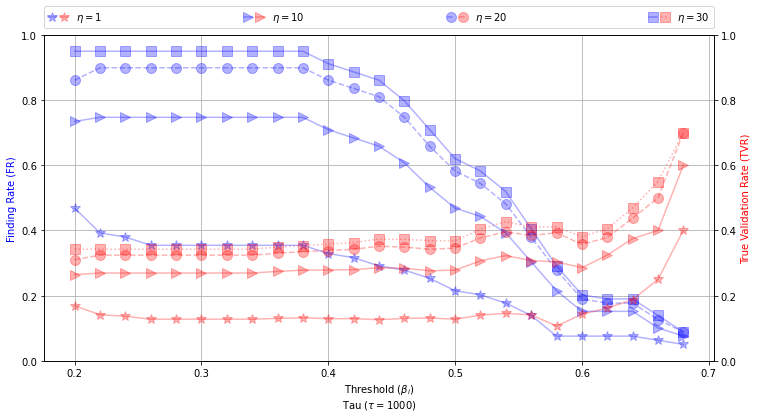 η = 1 η = 10 η = 20 η = 30
1.0 1.0
0.8 0.8
0.6 0.6
0.4 0.4
0.2 0.2
0.0 0.0
Finding Rate (FR)
True Validation Rate (TVR)
0.2 0.3 0.4 0.5 0.6 0.7
Threshold (βᵢ)
Tau (τ = 1000)